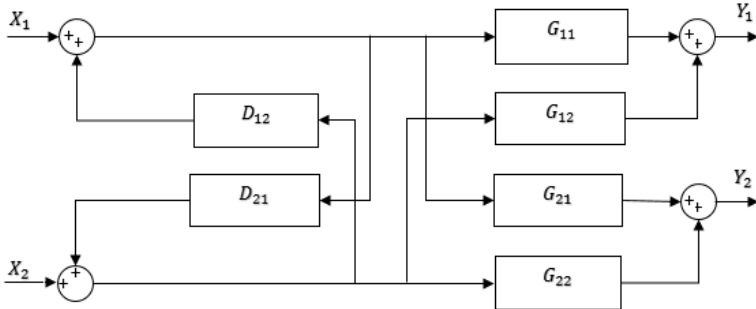 X₁
Y₁
+
+
G₁₁
+
+
D₁₂
G₁₂
D₂₁
G₂₁
Y₂
+
+
X₂
+
+
G₂₂